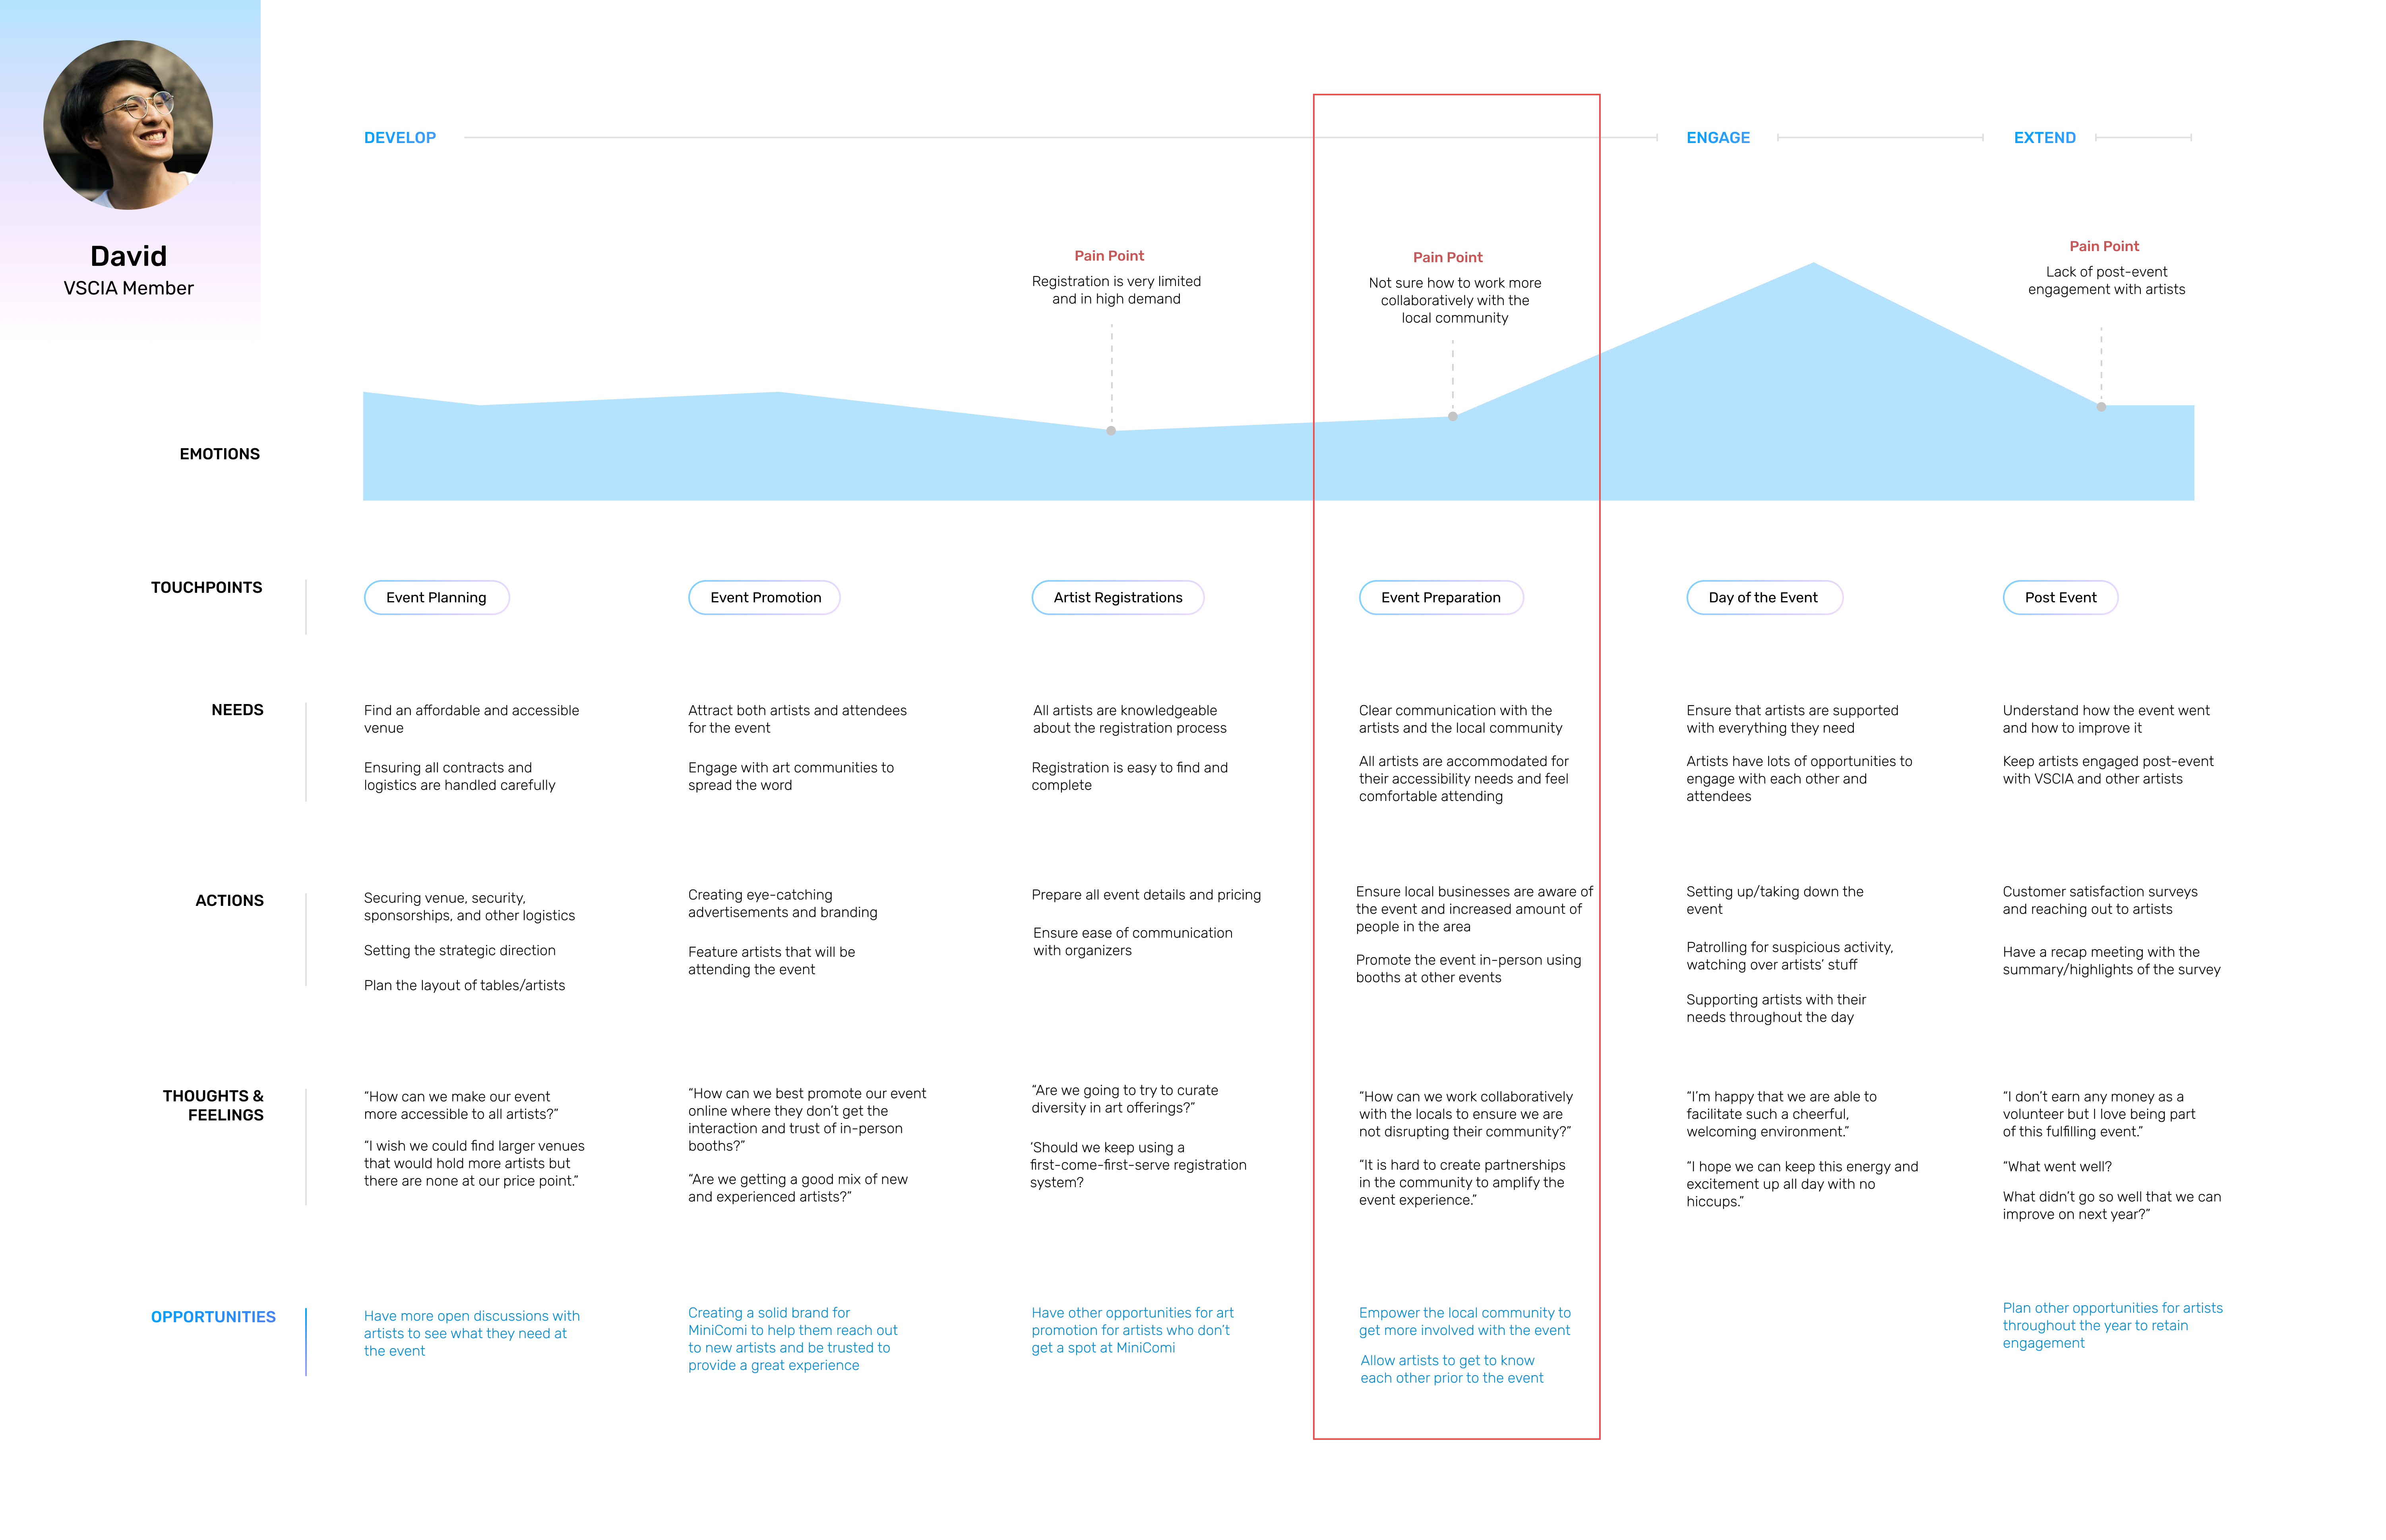 David
VSCIA Member
DEVELOP
ENGAGE
EXTEND
Pain Point
Registration is very limited
and in high demand
Pain Point
Not sure how to work more
collaboratively with the
local community
Pain Point
Lack of post-event
engagement with artists
EMOTIONS
TOUCHPOINTS
Event Planning
Event Promotion
Artist Registrations
Event Preparation
Day of the Event
Post Event
NEEDS
Find an affordable and accessible
venue
Ensuring all contracts and
logistics are handled carefully
Attract both artists and attendees
for the event
Engage with art communities to
spread the word
All artists are knowledgeable
about the registration process
Registration is easy to find and
complete
Clear communication with the
artists and the local community
All artists are accommodated for
their accessibility needs and feel
comfortable attending
Ensure that artists are supported
with everything they need
Artists have lots of opportunities to
engage with each other and
attendees
Understand how the event went
and how to improve it
Keep artists engaged post-event
with VSCIA and other artists
ACTIONS
Securing venue, security,
sponsorships, and other logistics
Setting the strategic direction
Plan the layout of tables/artists
Creating eye-catching
advertisements and branding
Feature artists that will be
attending the event
Prepare all event details and pricing
Ensure ease of communication
with organizers
Ensure local businesses are aware of
the event and increased amount of
people in the area
Promote the event in-person using
booths at other events
Setting up/taking down the
event
Patrolling for suspicious activity,
watching over artists’ stuff
Supporting artists with their
needs throughout the day
Customer satisfaction surveys
and reaching out to artists
Have a recap meeting with the
summary/highlights of the survey
THOUGHTS &
FEELINGS
“How can we make our event
more accessible to all artists?”
“I wish we could find larger venues
that would hold more artists but
there are none at our price point.”
“How can we best promote our event
online where they don’t get the
interaction and trust of in-person
booths?”
“Are we getting a good mix of new
and experienced artists?”
“Are we going to try to curate
diversity in art offerings?”
‘Should we keep using a
first-come-first-serve registration
system?
“How can we work collaboratively
with the locals to ensure we are
not disrupting their community?”
“It is hard to create partnerships
in the community to amplify the
event experience.”
“I’m happy that we are able to
facilitate such a cheerful,
welcoming environment.”
“I hope we can keep this energy and
excitement up all day with no
hiccups.”
“I don’t earn any money as a
volunteer but I love being part
of this fulfilling event.”
“What went well?
What didn’t go so well that we can
improve on next year?”
OPPORTUNITIES
Have more open discussions with
artists to see what they need at
the event
Creating a solid brand for
MiniComi to help them reach out
to new artists and be trusted to
provide a great experience
Have other opportunities for art
promotion for artists who don’t
get a spot at MiniComi
Empower the local community to
get more involved with the event
Allow artists to get to know
each other prior to the event
Plan other opportunities for artists
throughout the year to retain
engagement